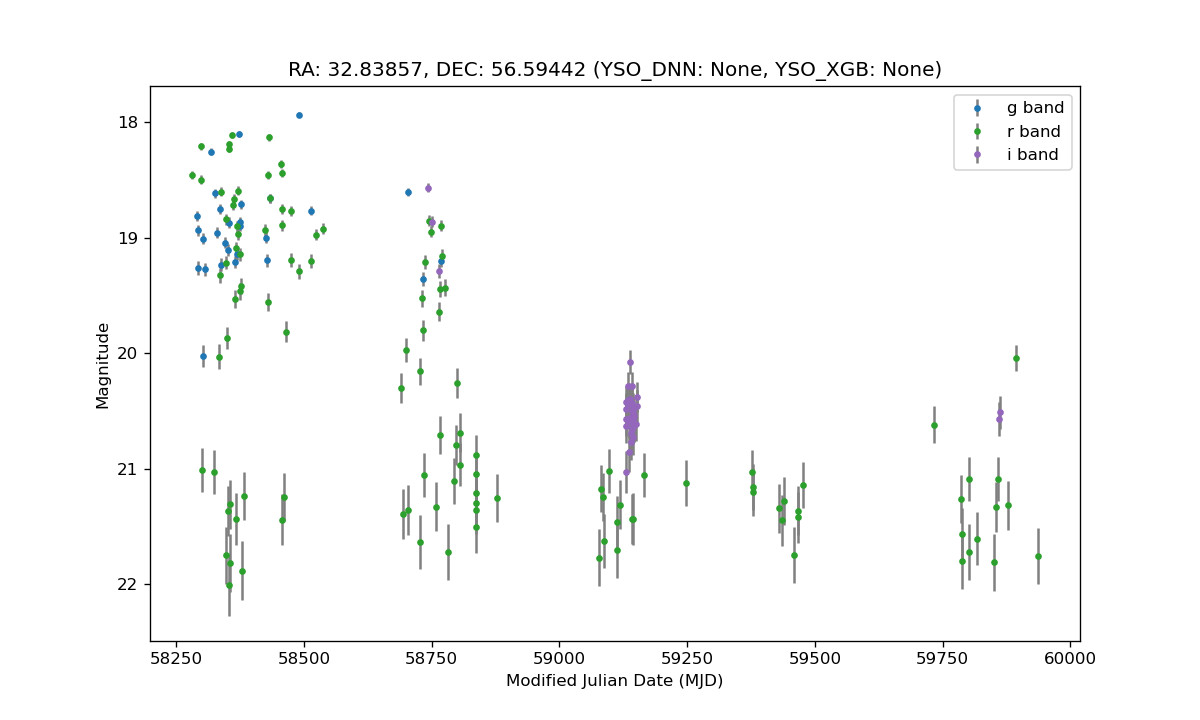 RA: 32.83857, DEC: 56.59442 (YSO_DNN: None, YSO_XGB: None)
g band
r band
i band
Magnitude
18
19
20
21
22
58250 58500 58750 59000 59250 59500 59750 60000
Modified Julian Date (MJD)